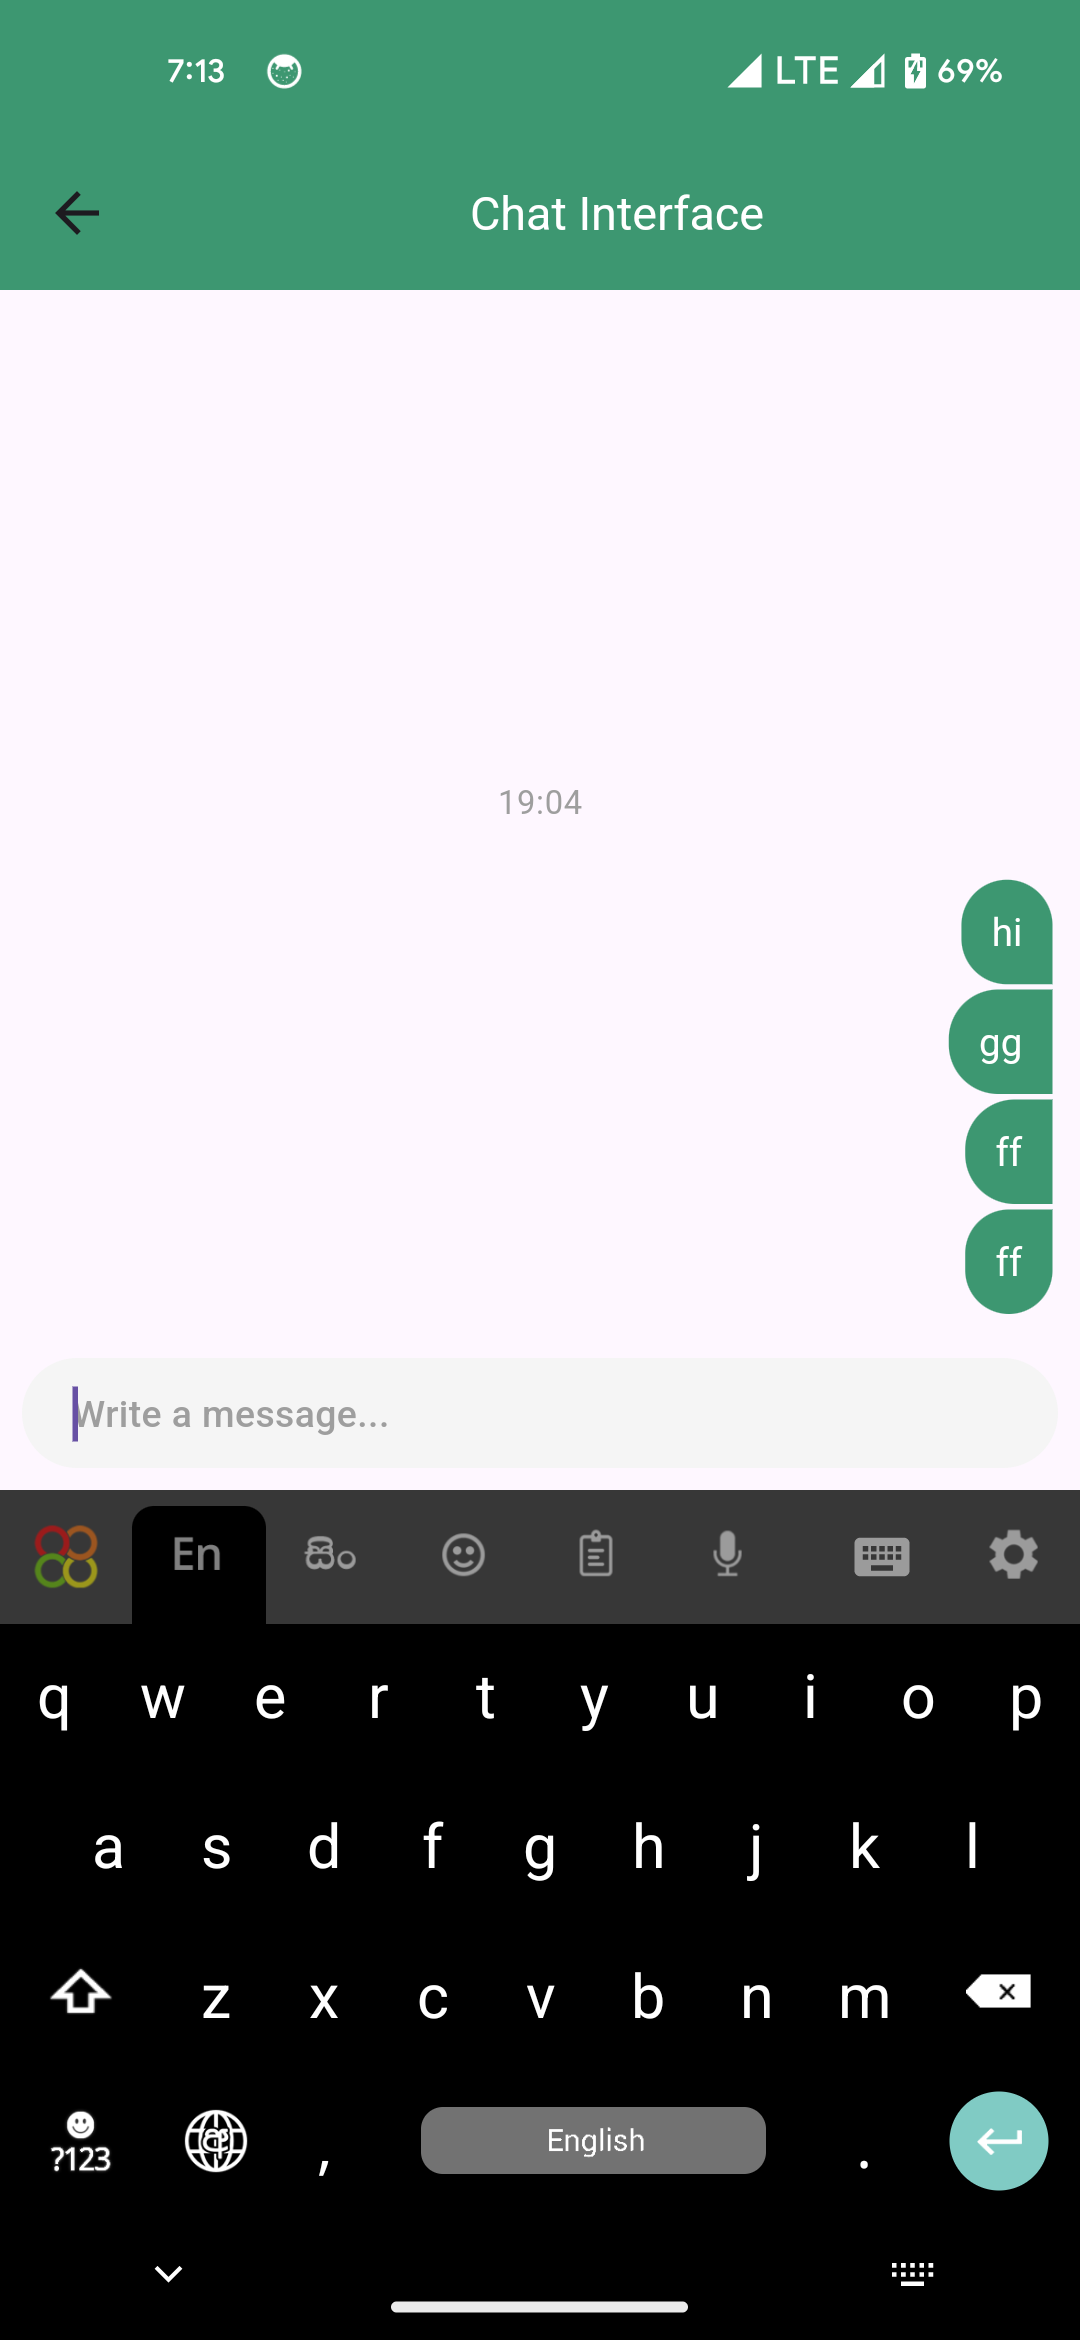 7:13 LTE 69%
Chat Interface
19:04
hi
gg
ff
ff
Write a message...
En සිං
q w e r t y u i o p
a s d f g h j k l
z x c v b n m
?123 , English .